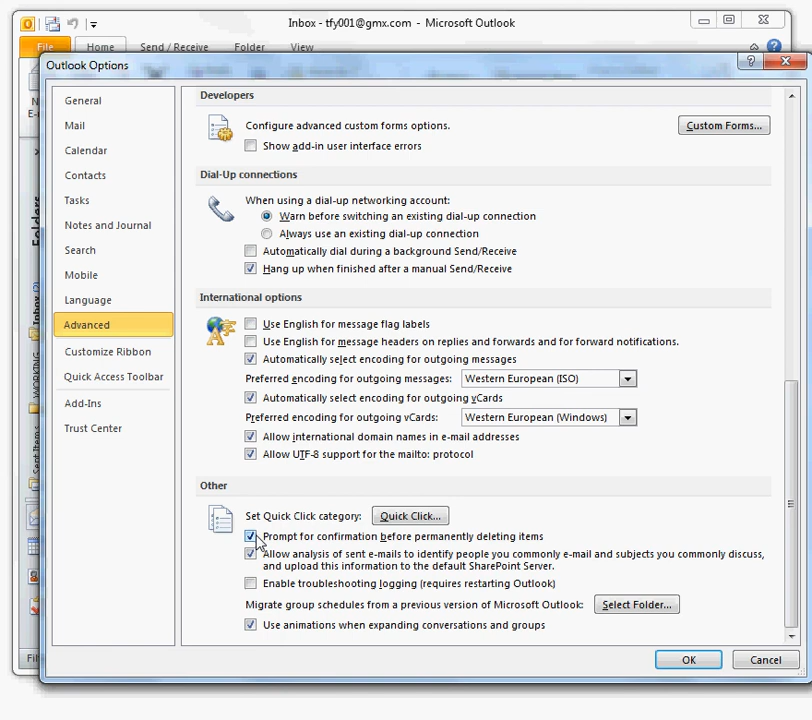 Inbox - tfy001@gmx.com - Microsoft Outlook
File Home Send / Receive Folder View
Outlook Options
General
Mail
Calendar
Contacts
Tasks
Notes and Journal
Search
Mobile
Language
Advanced
Customize Ribbon
Quick Access Toolbar
Add-Ins
Trust Center
Developers
Configure advanced custom forms options.
Custom Forms...
Show add-in user interface errors
Dial-Up connections
When using a dial-up networking account:
Warn before switching an existing dial-up connection
Always use an existing dial-up connection
Automatically dial during a background Send/Receive
Hang up when finished after a manual Send/Receive
International options
Use English for message flag labels
Use English for message headers on replies and forwards and for forward notifications.
Automatically select encoding for outgoing messages
Preferred encoding for outgoing messages: Western European (ISO)
Automatically select encoding for outgoing vCards
Preferred encoding for outgoing vCards: Western European (Windows)
Allow international domain names in e-mail addresses
Allow UTF-8 support for the mailto: protocol
Other
Set Quick Click category: Quick Click...
Prompt for confirmation before permanently deleting items
Allow analysis of sent e-mails to identify people you commonly e-mail and subjects you commonly discuss,
and upload this information to the default SharePoint Server.
Enable troubleshooting logging (requires restarting Outlook)
Migrate group schedules from a previous version of Microsoft Outlook: Select Folder...
Use animations when expanding conversations and groups
OK Cancel
Folders
Inbox (2)
WORKING
Sent Items